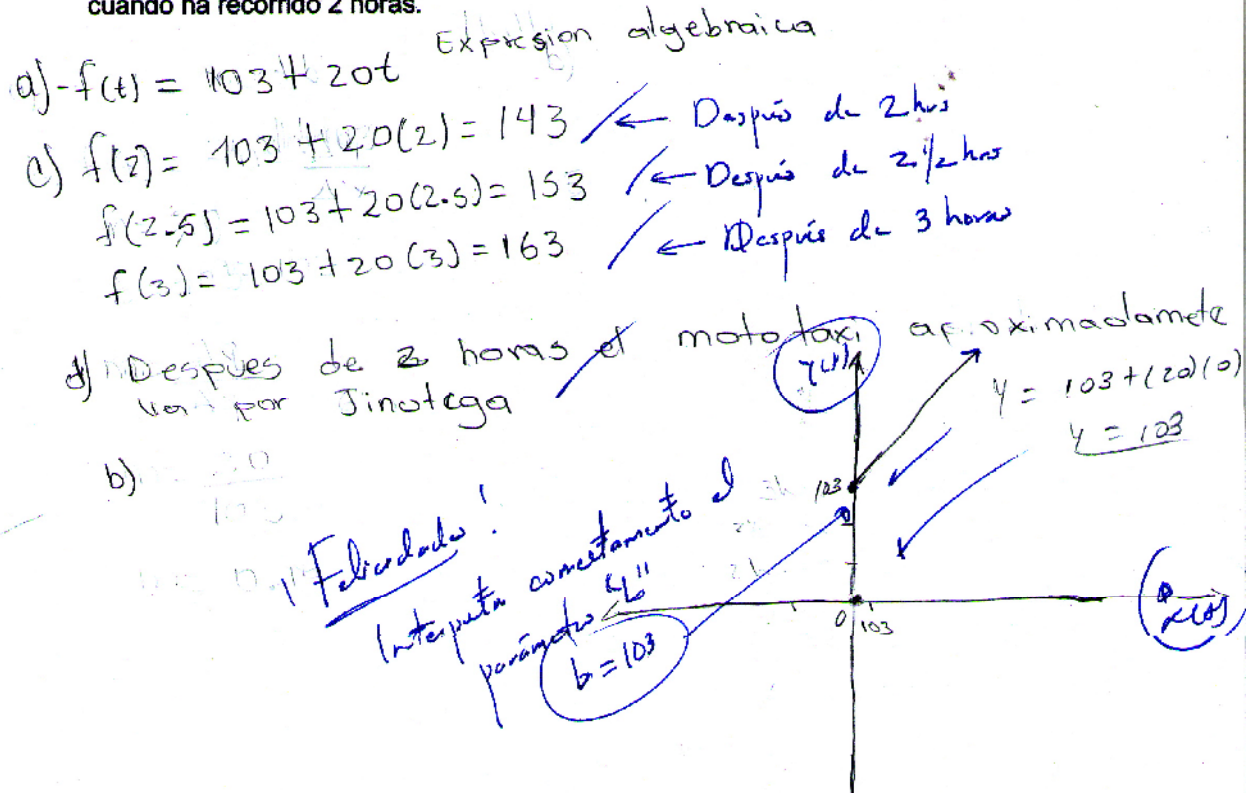 cuando ha recorrido 2 horas.
Expresion algebraica
a) - f(t) = 103 + 20t
c) f(2) = 103 + 20(2) = 143 ← Después de 2 hrs
f(2.5) = 103 + 20(2.5) = 153 ← Después de 2 1/2 hrs
f(3) = 103 + 20(3) = 163 ← Después de 3 horas
d) Despues de 2 horas el mototaxi aproximadamete
va por Jinotega
y = 103 + (20)(0)
y = 103
b)
103
¡Felicidades!
Interpreta correctamente el
parámetro "b"
b = 103
0 103